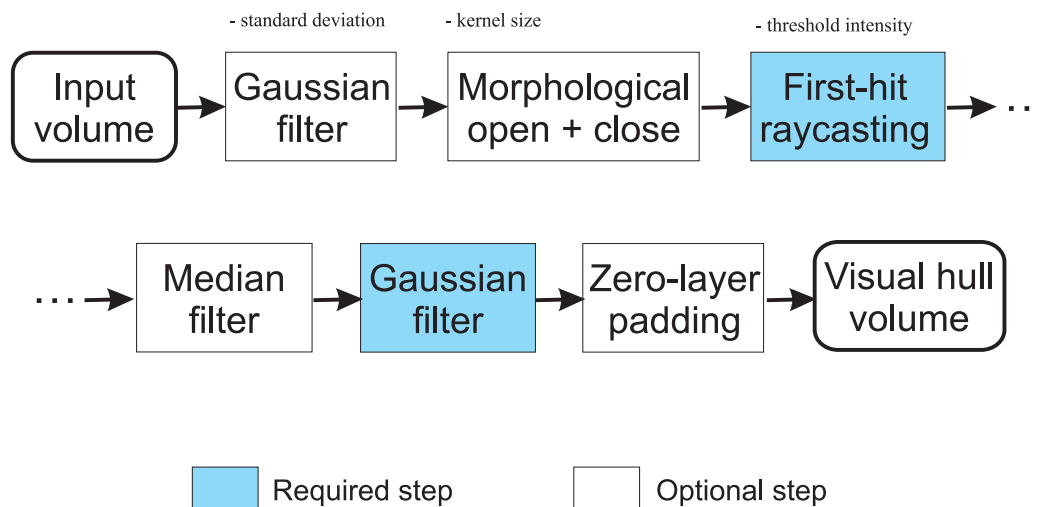 - standard deviation
- kernel size
- threshold intensity
Input
volume
Gaussian
filter
Morphological
open + close
First-hit
raycasting
..
...
Median
filter
Gaussian
filter
Zero-layer
padding
Visual hull
volume
Required step
Optional step